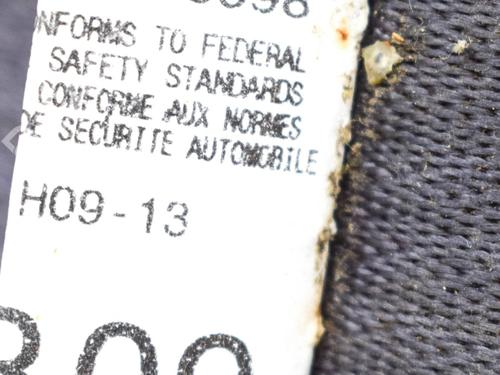 NFORMS TO FEDERAL
SAFETY STANDARDS
CONFORME AUX NORMES
DE SECURITE AUTOMOBILE
H09-13